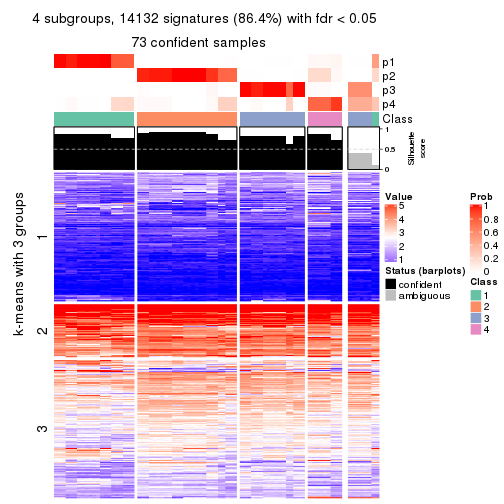 4 subgroups, 14132 signatures (86.4%) with fdr < 0.05
73 confident samples
p1
p2
p3
p4
Class
1
0.5
0
Silhouette
score
k-means with 3 groups
1
2
3
Value
5
4
3
2
1
Status (barplots)
confident
ambiguous
Prob
1
0.8
0.6
0.4
0.2
0
Class
1
2
3
4